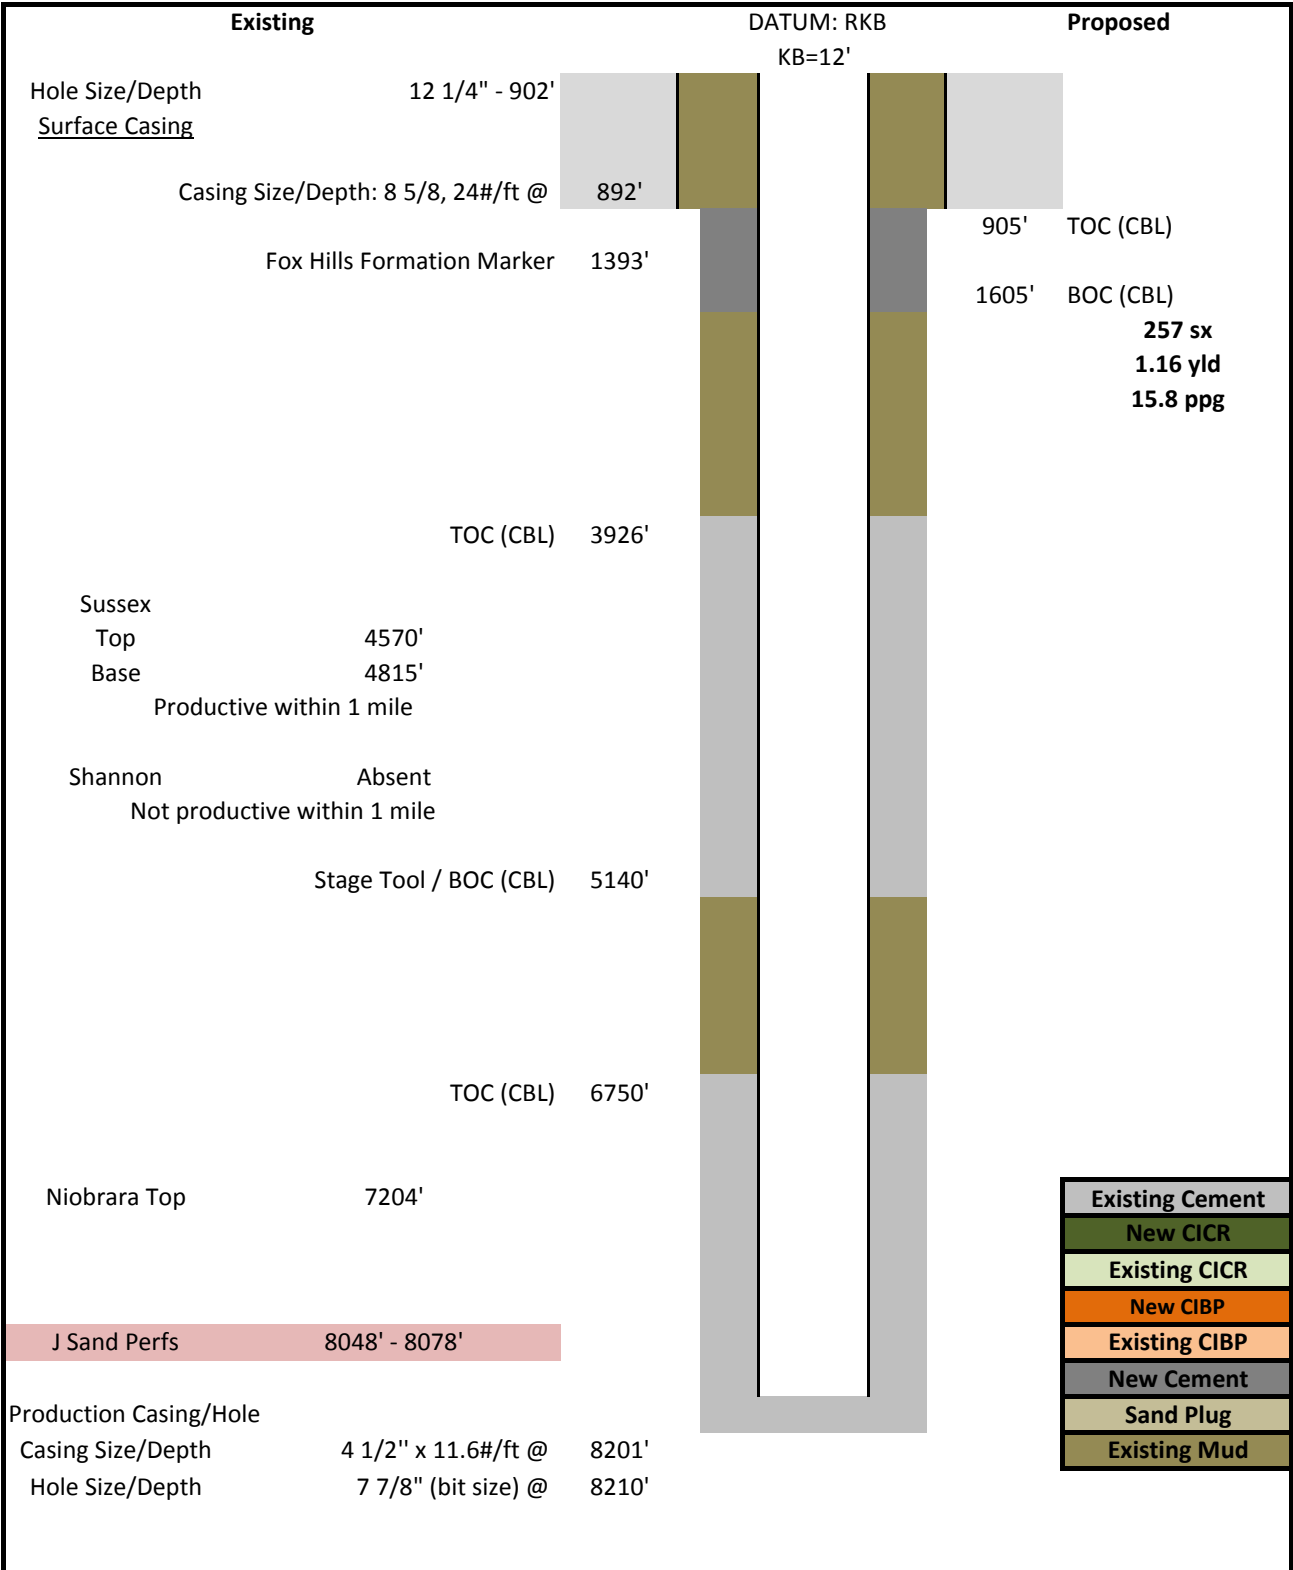 Existing DATUM: RKB Proposed
KB=12'
Hole Size/Depth 12 1/4" - 902'
Surface Casing
Casing Size/Depth: 8 5/8, 24#/ft @ 892'
905' TOC (CBL)
Fox Hills Formation Marker 1393'
1605' BOC (CBL)
257 sx
1.16 yld
15.8 ppg
TOC (CBL) 3926'
Sussex
Top 4570'
Base 4815'
Productive within 1 mile
Shannon Absent
Not productive within 1 mile
Stage Tool / BOC (CBL) 5140'
TOC (CBL) 6750'
Niobrara Top 7204'
Existing Cement
New CICR
Existing CICR
New CIBP
J Sand Perfs 8048' - 8078'
Existing CIBP
New Cement
Production Casing/Hole
Sand Plug
Casing Size/Depth 4 1/2'' x 11.6#/ft @ 8201'
Existing Mud
Hole Size/Depth 7 7/8" (bit size) @ 8210'